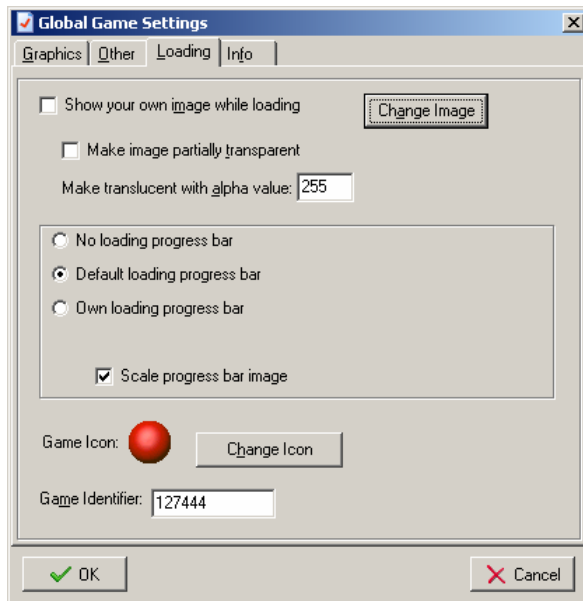 Global Game Settings
Graphics Other Loading Info
Show your own image while loading Change Image
Make image partially transparent
Make translucent with alpha value: 255
No loading progress bar
Default loading progress bar
Own loading progress bar
Scale progress bar image
Game Icon: Change Icon
Game Identifier: 127444
OK Cancel